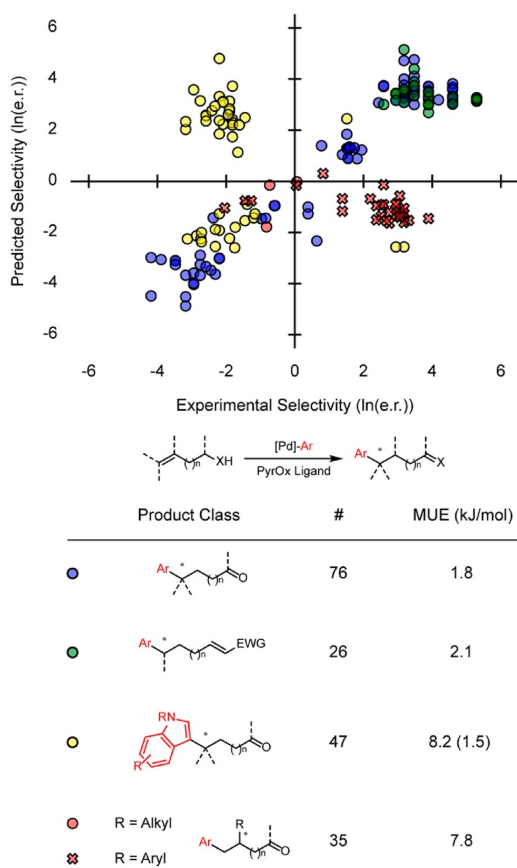 Predicted Selectivity (ln(e.r.))
6
4
2
0
-2
-4
-6
-6 -4 -2 0 2 4 6
Experimental Selectivity (ln(e.r.))
( )n XH
[Pd]-Ar
PyrOx Ligand
Ar * ( )n X
Product Class # MUE (kJ/mol)
Ar * ( )n O 76 1.8
Ar * ( )n EWG 26 2.1
RN R * ( )n O 47 8.2 (1.5)
R = Alkyl
R = Aryl
Ar R * ( )n O 35 7.8